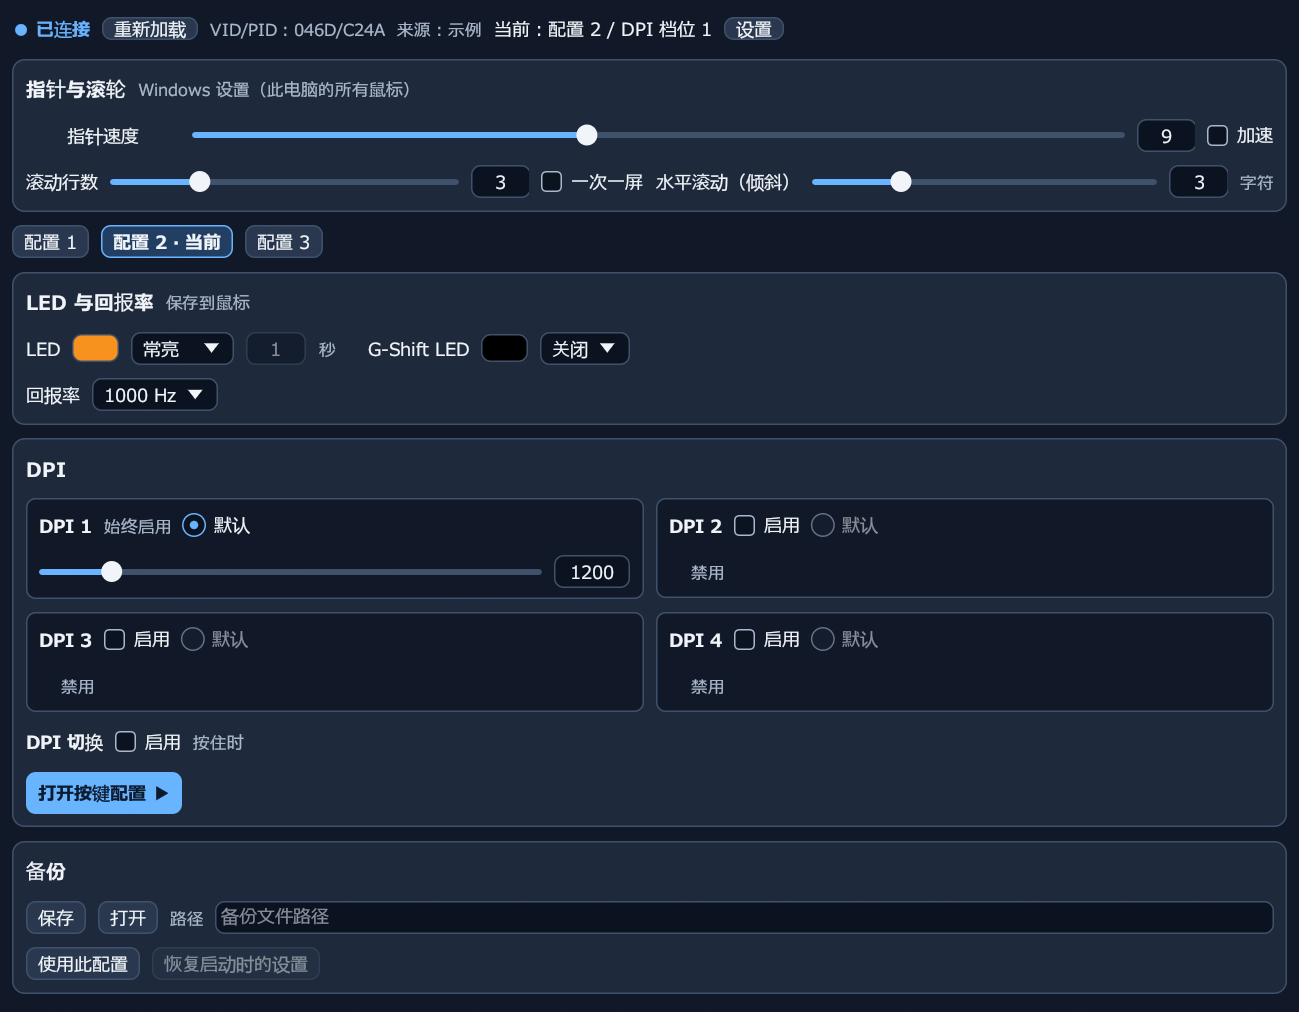 已连接 重新加载 VID/PID：046D/C24A 来源：示例 当前：配置 2 / DPI 档位 1 设置
指针与滚轮 Windows 设置（此电脑的所有鼠标）
指针速度 9 加速
滚动行数 3 一次一屏 水平滚动（倾斜） 3 字符
配置 1 配置 2 · 当前 配置 3
LED 与回报率 保存到鼠标
LED 常亮 ▼ 1 秒 G-Shift LED 关闭 ▼
回报率 1000 Hz ▼
DPI
DPI 1 始终启用 默认
1200
DPI 2 启用 默认
禁用
DPI 3 启用 默认
禁用
DPI 4 启用 默认
禁用
DPI 切换 启用 按住时
打开按键配置 ▶
备份
保存 打开 路径 备份文件路径
使用此配置 恢复启动时的设置